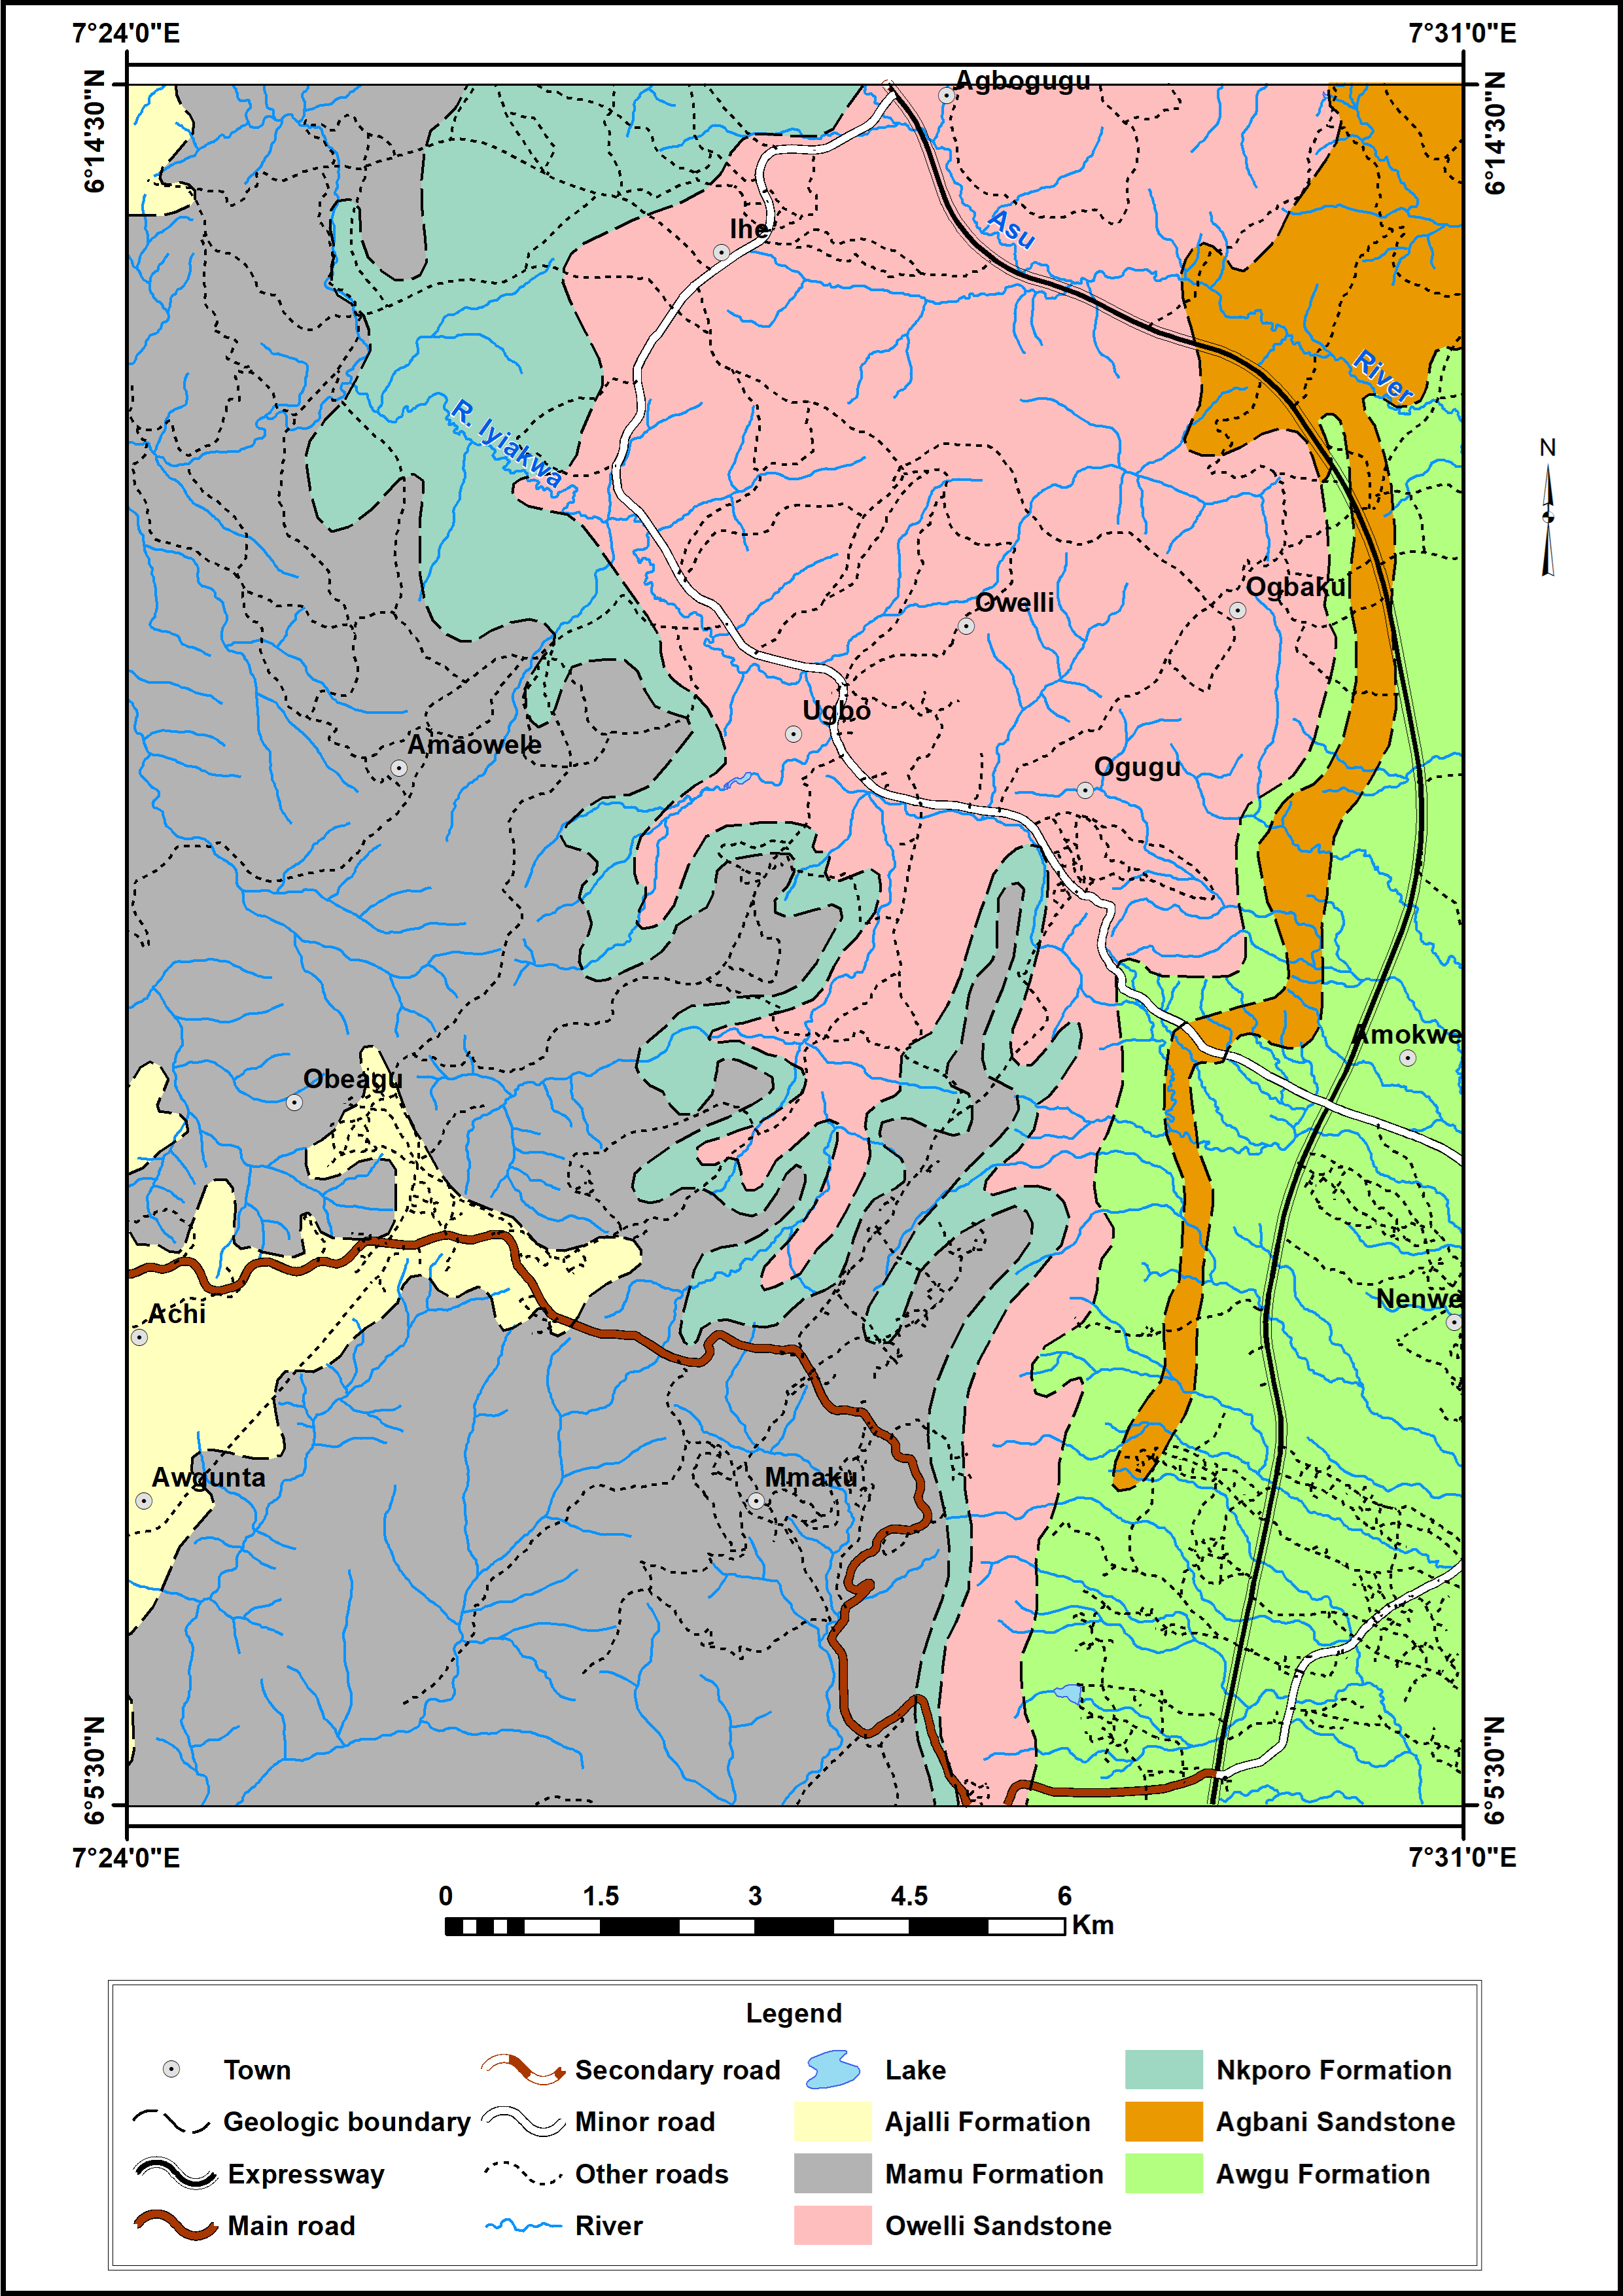 7°24'0"E
7°31'0"E
6°14'30"N
6°14'30"N
Agbogugu
Ihe
Asu
River
R. Iyiakwa
N
Ogbaku
Owelli
Ugbo
Amaowele
Ogugu
Amokwe
Obeagu
Nenwe
Achi
Awgunta
Mmaku
6°5'30"N
6°5'30"N
7°24'0"E
7°31'0"E
0 1.5 3 4.5 6
Km
Legend
Town
Geologic boundary
Expressway
Main road
Secondary road
Minor road
Other roads
River
Lake
Ajalli Formation
Mamu Formation
Owelli Sandstone
Nkporo Formation
Agbani Sandstone
Awgu Formation